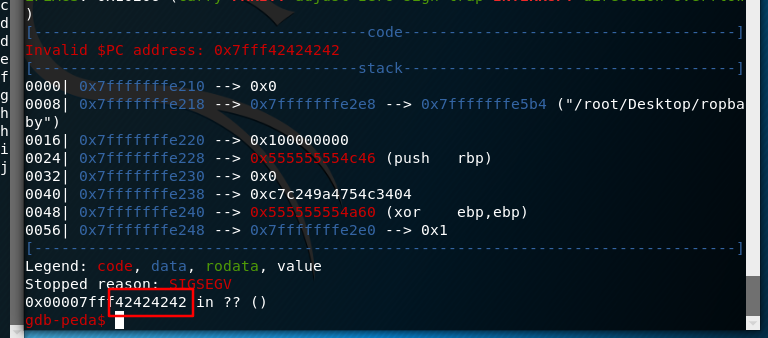 c
)
d
[-------------------------------------code-------------------------------------]
d
Invalid $PC address: 0x7fff42424242
e
[------------------------------------stack-------------------------------------]
f
0000| 0x7fffffffe210 --> 0x0
g
0008| 0x7fffffffe218 --> 0x7fffffffe2e8 --> 0x7fffffffe5b4 ("/root/Desktop/ropba
h
by")
h
0016| 0x7fffffffe220 --> 0x100000000
i
0024| 0x7fffffffe228 --> 0x555555554c46 (push   rbp)
j
0032| 0x7fffffffe230 --> 0x0
0040| 0x7fffffffe238 --> 0xc7c249a4754c3404
0048| 0x7fffffffe240 --> 0x555555554a60 (xor    ebp,ebp)
0056| 0x7fffffffe248 --> 0x7fffffffe2e0 --> 0x1
[------------------------------------------------------------------------------]
Legend: code, data, rodata, value
Stopped reason: SIGSEGV
0x00007fff42424242 in ?? ()
gdb-peda$